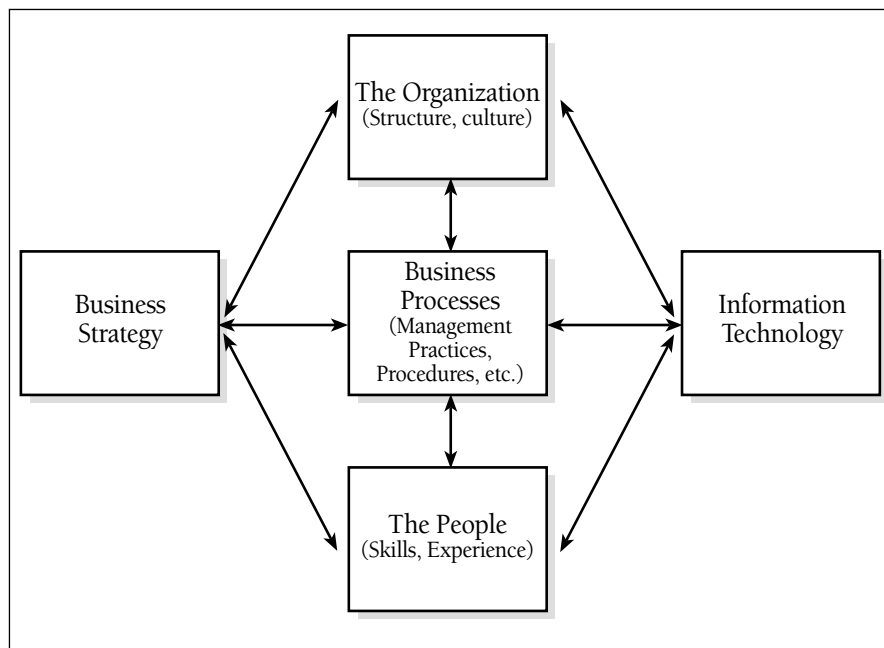 The Organization
(Structure, culture)
Business
Strategy
Business
Processes
(Management
Practices,
Procedures, etc.)
Information
Technology
The People
(Skills, Experience)